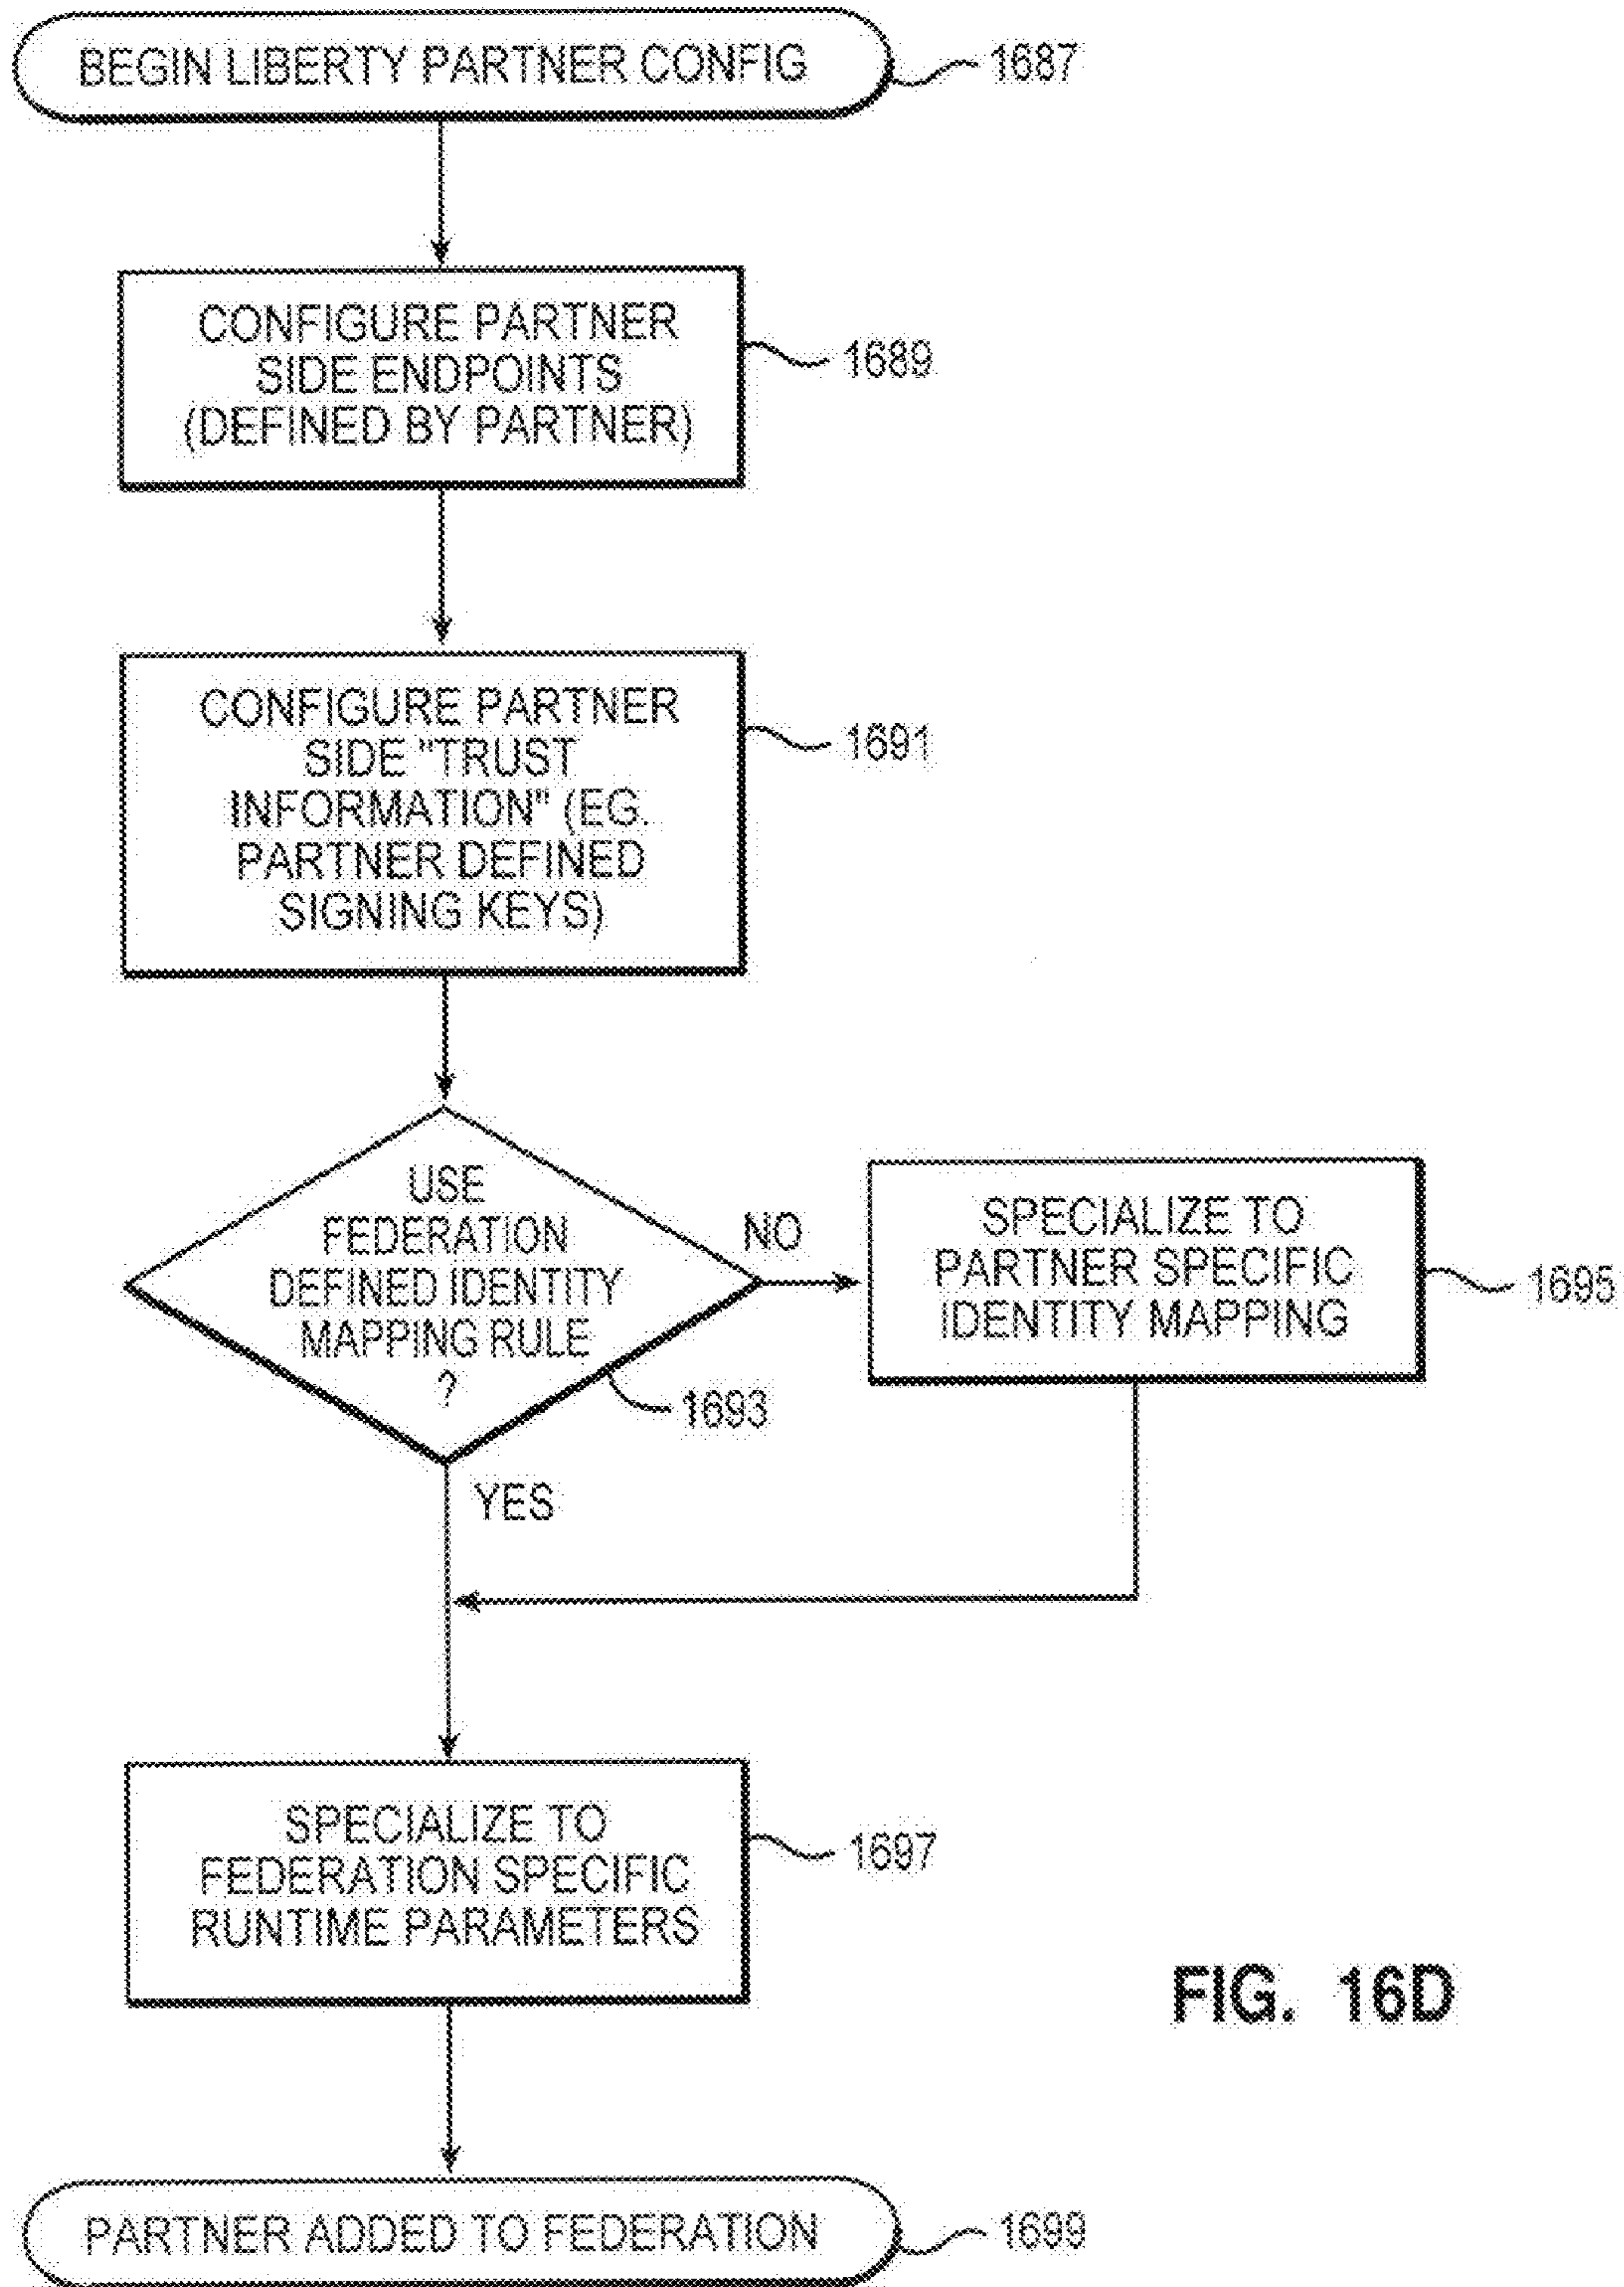 BEGIN LIBERTY PARTNER CONFIG
1687
CONFIGURE PARTNER
SIDE ENDPOINTS
(DEFINED BY PARTNER)
1689
CONFIGURE PARTNER
SIDE "TRUST
INFORMATION" (EG.
PARTNER DEFINED
SIGNING KEYS)
1691
USE
FEDERATION
DEFINED IDENTITY
MAPPING RULE
?
1693
NO
SPECIALIZE TO
PARTNER SPECIFIC
IDENTITY MAPPING
1695
YES
SPECIALIZE TO
FEDERATION SPECIFIC
RUNTIME PARAMETERS
1697
FIG. 16D
PARTNER ADDED TO FEDERATION
1699